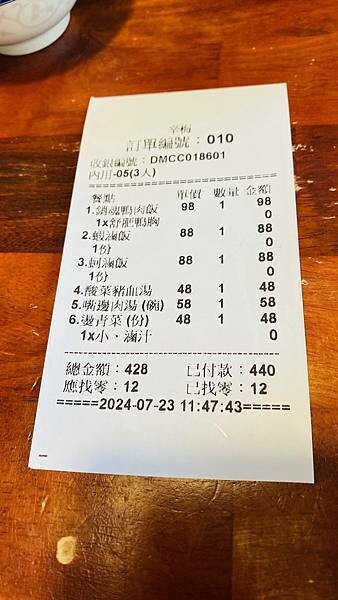 辛梅
訂單編號：010
收銀編號：DMCC018601
內用-05(3人)
餐點 單價 數量 金額
1.銷魂鴨肉飯 98 1 98
1x舒肥鴨胸 0
2.蝦滷飯 88 1 88
1份 0
3.蚵滷飯 88 1 88
1份 0
4.酸菜豬血湯 48 1 48
5.嘴邊肉湯 (碗) 58 1 58
6.燙青菜 (份) 48 1 48
1x小、滷汁 0
總金額：428 已付款：440
應找零：12 已找零：12
=====2024-07-23 11:47:43=====